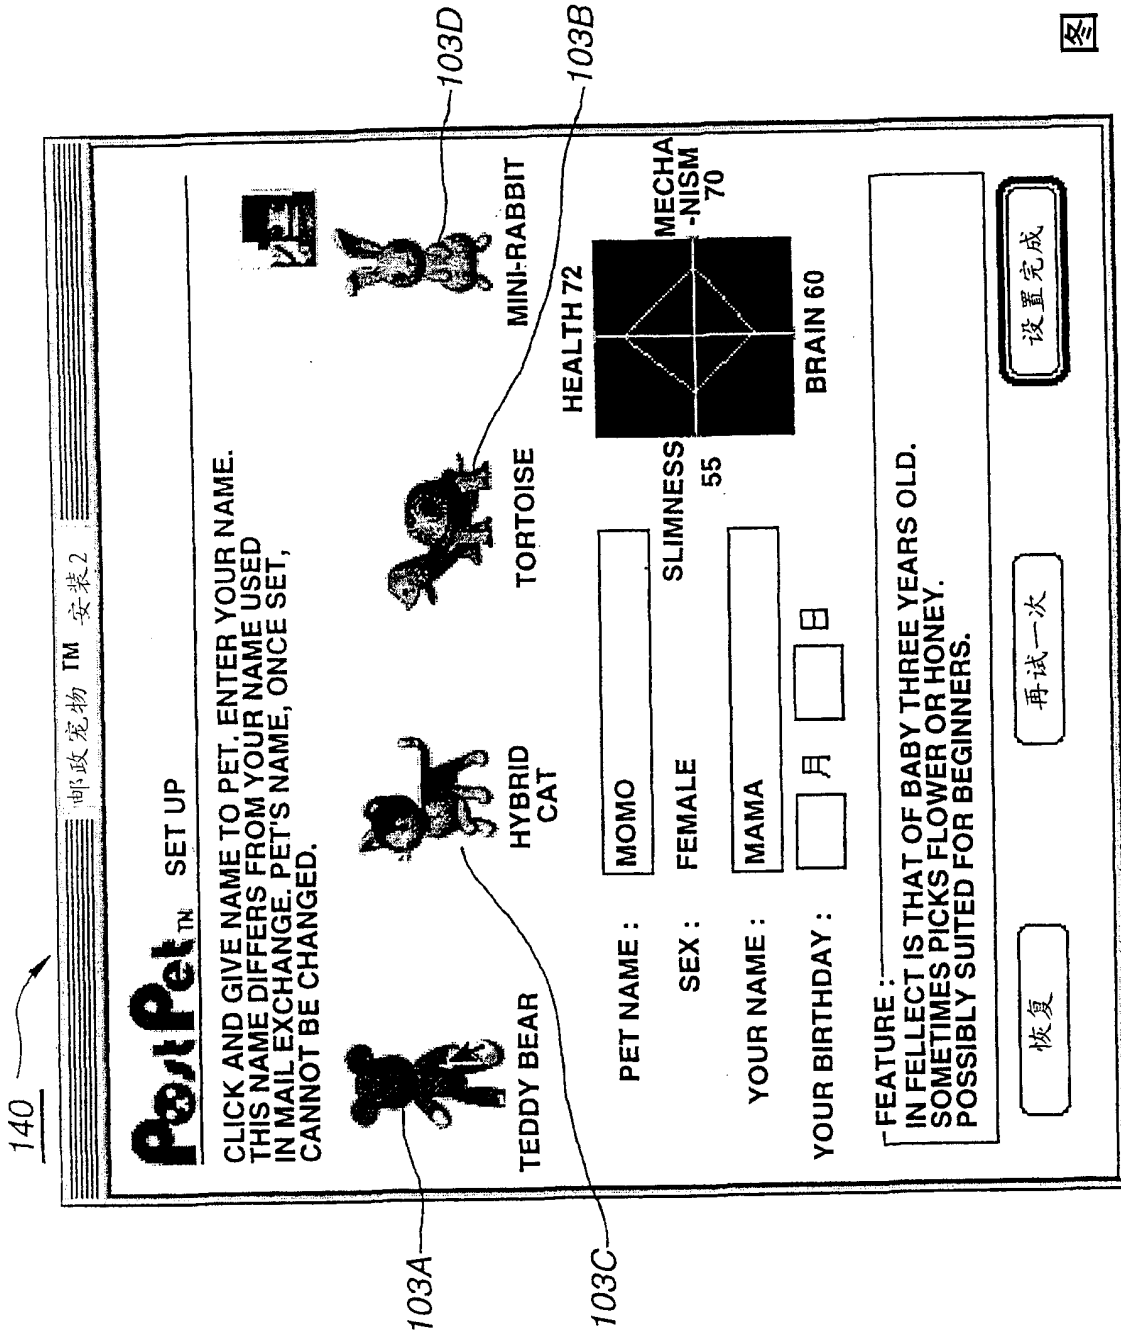 140
邮政宠物 TM 安装2
Post Pet TN SET UP
CLICK AND GIVE NAME TO PET. ENTER YOUR NAME.
THIS NAME DIFFERS FROM YOUR NAME USED
IN MAIL EXCHANGE. PET'S NAME, ONCE SET,
CANNOT BE CHANGED.
103A
103C
103B
103D
TEDDY BEAR
HYBRID
CAT
TORTOISE
MINI-RABBIT
PET NAME : MOMO
SEX : FEMALE
YOUR NAME : MAMA
YOUR BIRTHDAY : 月 日
HEALTH 72
MECHA
-NISM
70
SLIMNESS
55
BRAIN 60
FEATURE :
IN FELLECT IS THAT OF BABY THREE YEARS OLD.
SOMETIMES PICKS FLOWER OR HONEY.
POSSIBLY SUITED FOR BEGINNERS.
恢复
再试一次
设置完成
图